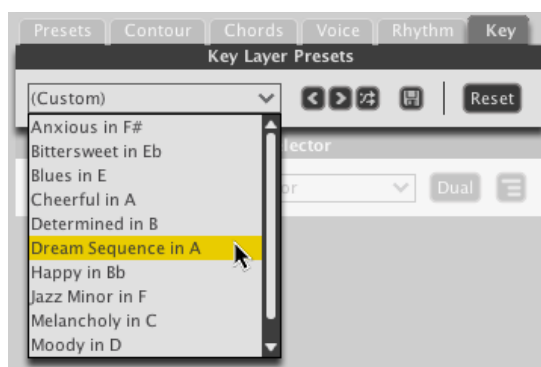 Presets Contour Chords Voice Rhythm Key
Key Layer Presets
(Custom) Reset
Anxious in F#
Bittersweet in Eb
Blues in E
Cheerful in A
Determined in B
Dream Sequence in A
Happy in Bb
Jazz Minor in F
Melancholy in C
Moody in D
Dual